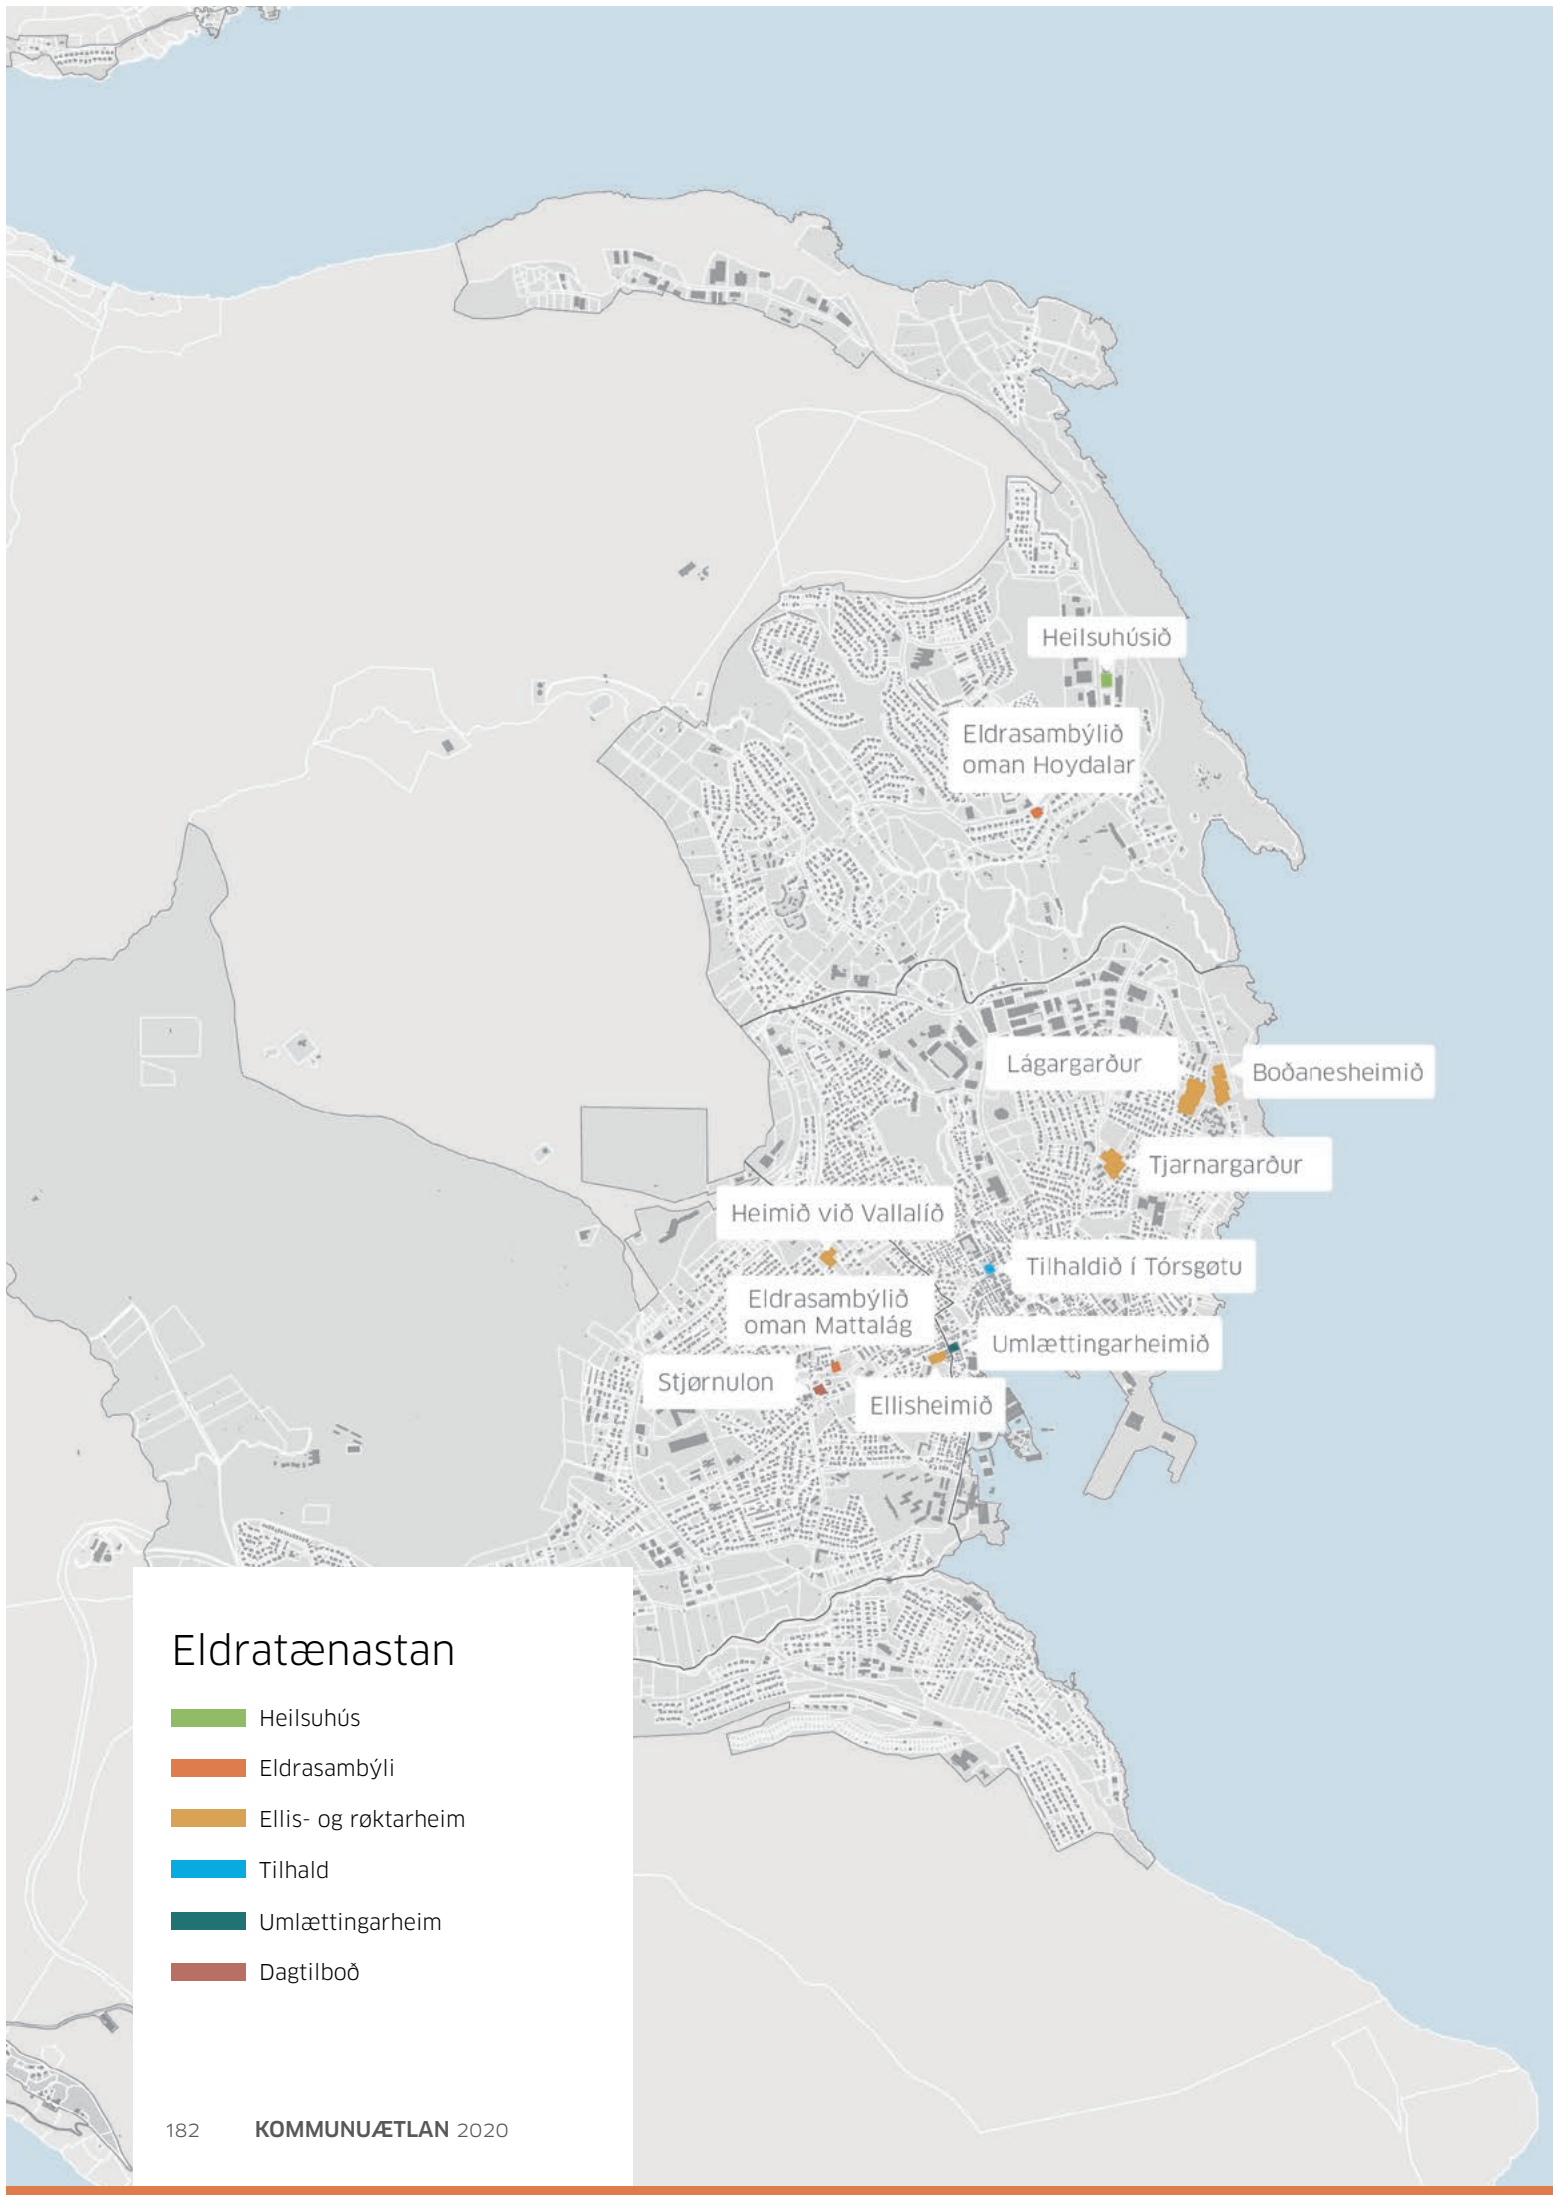 Heilsuhúsið
Eldrasambýlið
oman Hoydalar
Lágargarður
Boðanesheimið
Tjarnargarður
Heimið við Vallalíð
Tilhaldið í Tórsgøtu
Eldrasambýlið
oman Mattalág
Umlættingarheimið
Stjørnulon
Ellisheimið
Eldratænastan
Heilsuhús
Eldrasambýli
Ellis- og røktarheim
Tilhald
Umlættingarheim
Dagtilboð
182 KOMMUNUÆTLAN 2020